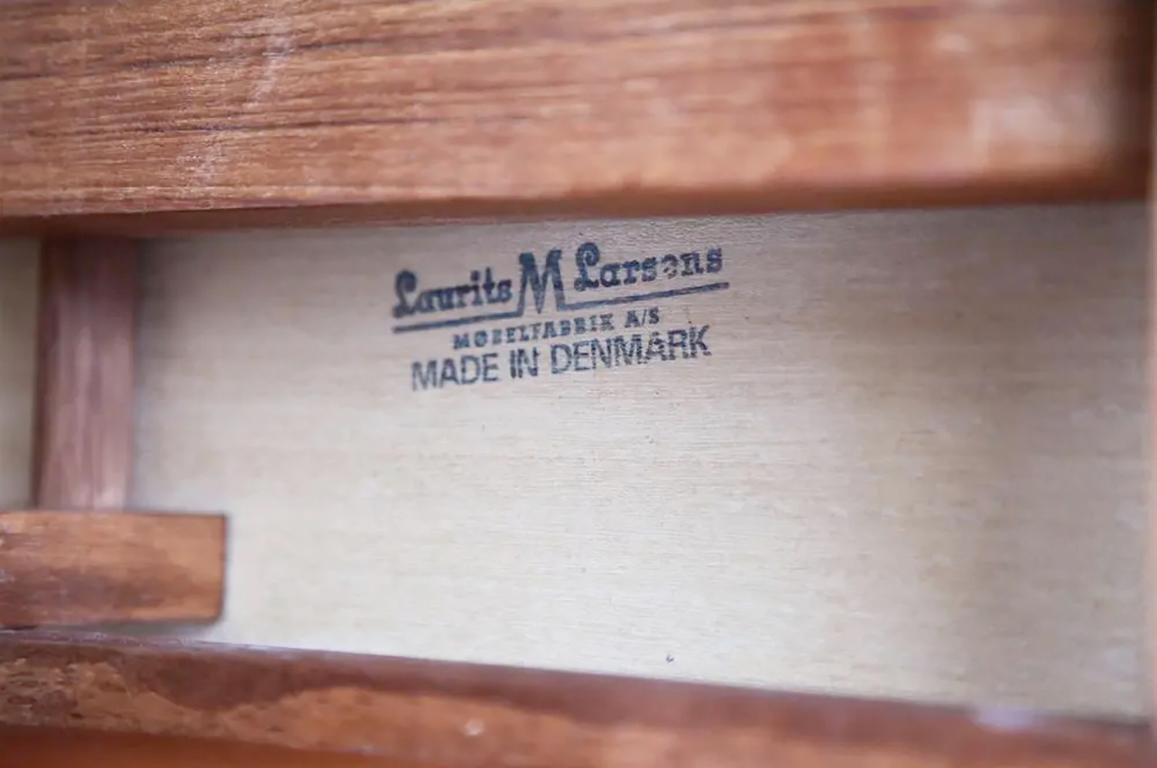 Laurits M Larsens
MØBELFABRIK A/S
MADE IN DENMARK